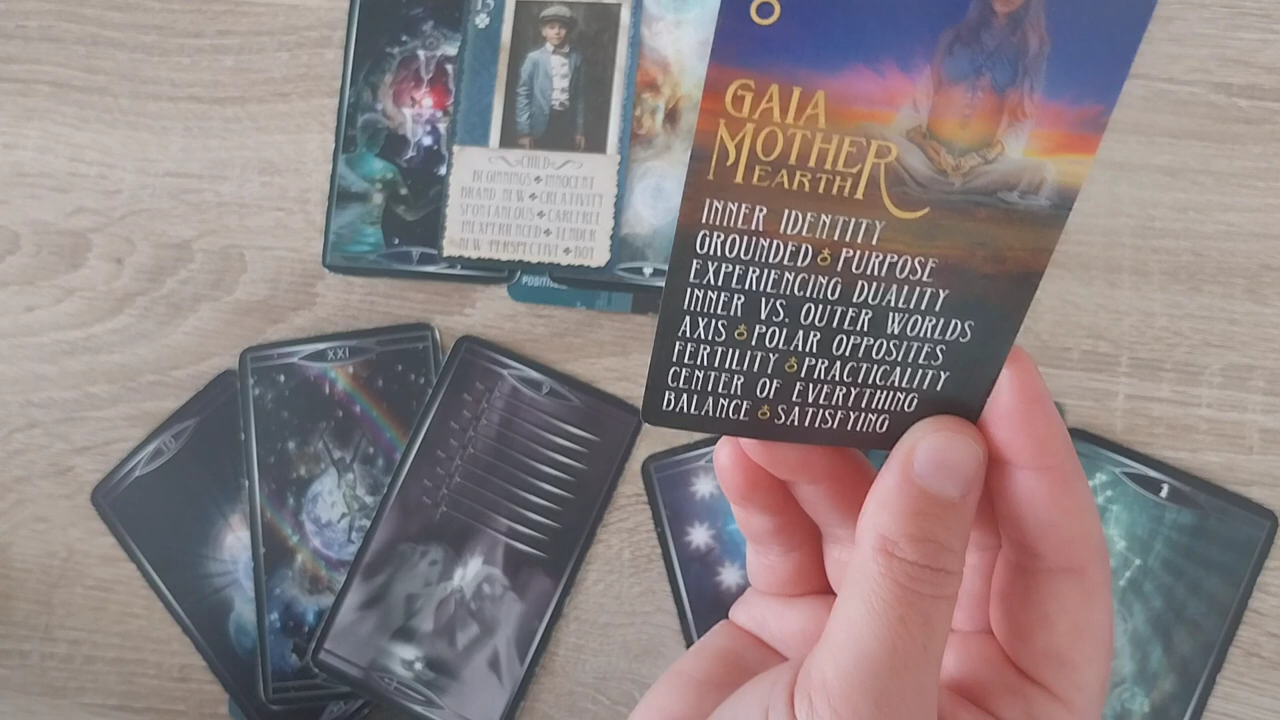 15
CHILD
BEGINNINGS ✤ INNOCENT
BRAND NEW ✤ CREATIVITY
SPONTANEOUS ✤ CAREFREE
INEXPERIENCED ✤ TENDER
NEW PERSPECTIVE ✤ BOY
GAIA
MOTHER
EARTH
INNER IDENTITY
GROUNDED ♁ PURPOSE
EXPERIENCING DUALITY
INNER VS. OUTER WORLDS
AXIS ♁ POLAR OPPOSITES
FERTILITY ♁ PRACTICALITY
CENTER OF EVERYTHING
BALANCE ♁ SATISFYING
XXI